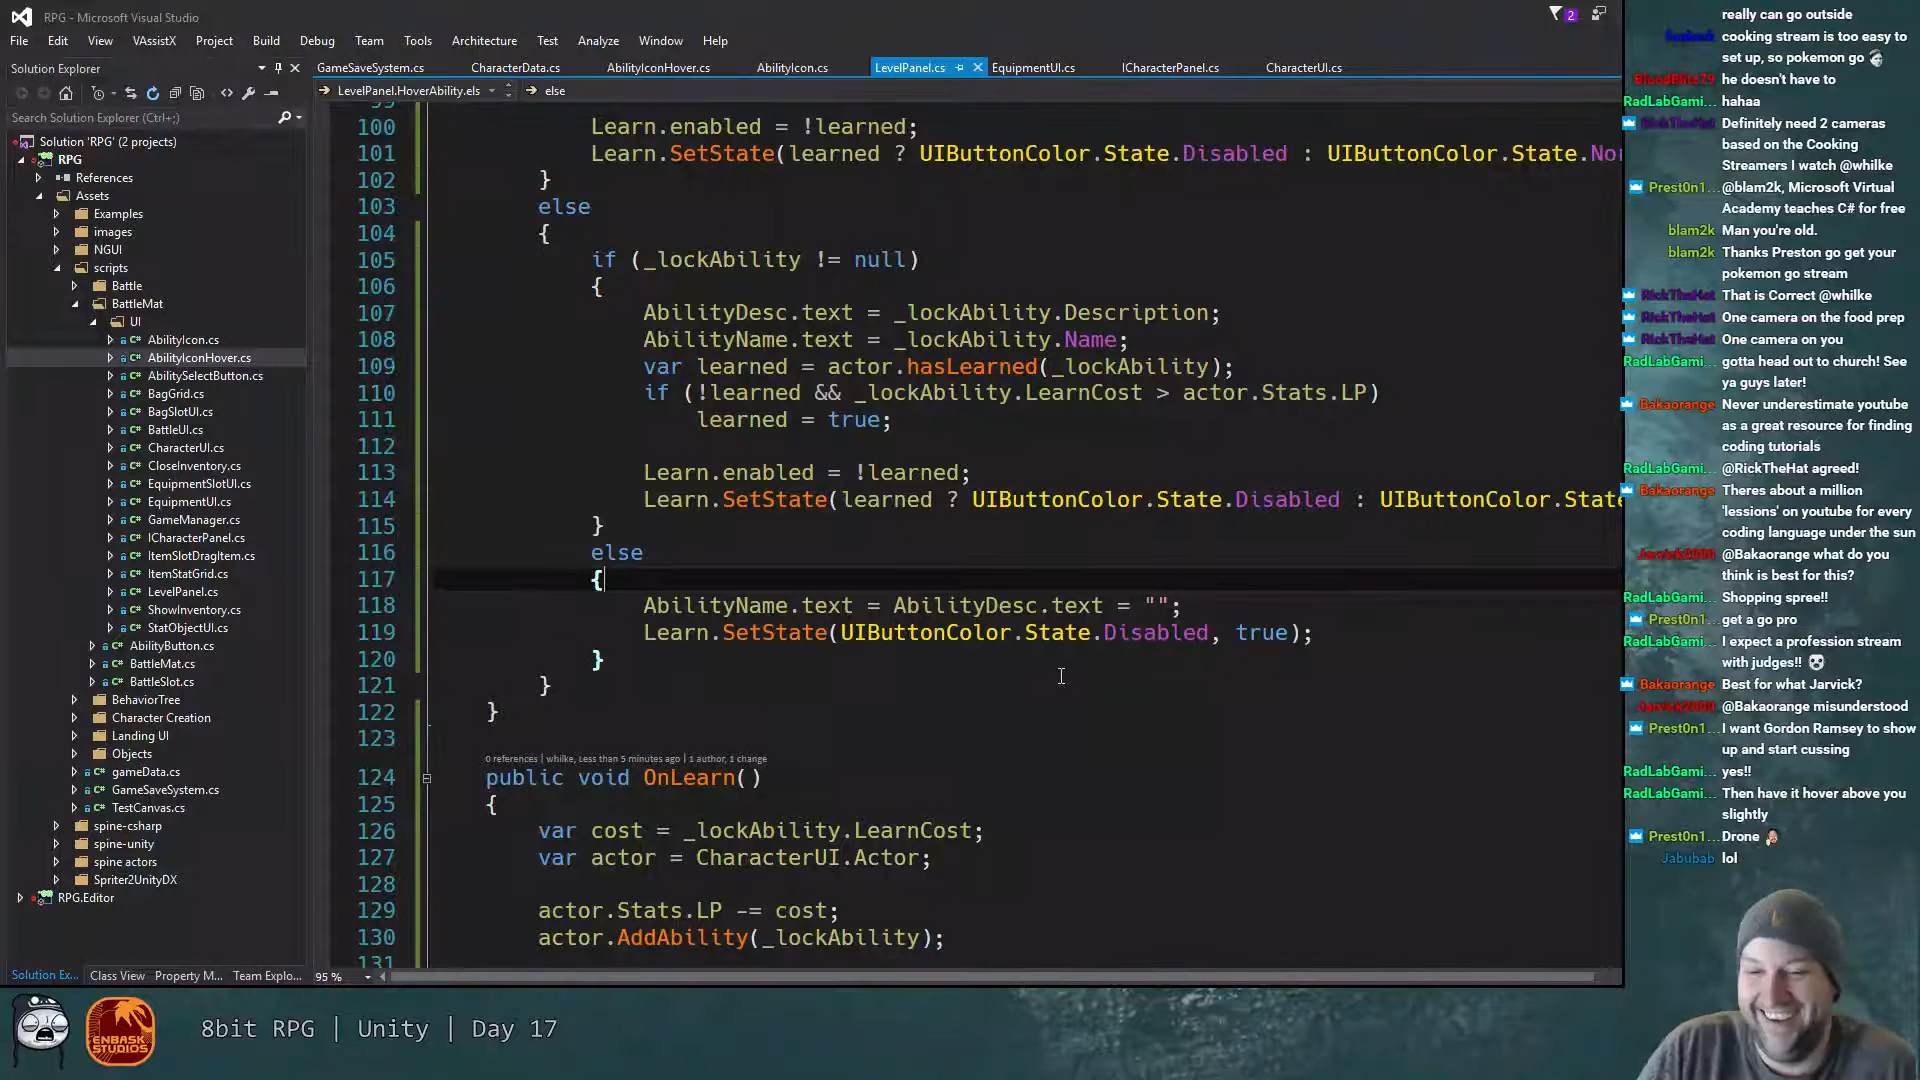 RPG - Microsoft Visual Studio
2
File Edit View VAssistX Project Build Debug Team Tools Architecture Test Analyze Window Help
Solution Explorer
GameSaveSystem.cs CharacterData.cs AbilityIconHover.cs AbilityIcon.cs LevelPanel.cs EquipmentUI.cs ICharacterPanel.cs CharacterUI.cs
LevelPanel.HoverAbility.els else
Search Solution Explorer (Ctrl+;)
Solution 'RPG' (2 projects)
RPG
References
Assets
Examples
images
NGUI
scripts
Battle
BattleMat
UI
AbilityIcon.cs
AbilityIconHover.cs
AbilitySelectButton.cs
BagGrid.cs
BagSlotUI.cs
BattleUI.cs
CharacterUI.cs
CloseInventory.cs
EquipmentSlotUI.cs
EquipmentUI.cs
GameManager.cs
ICharacterPanel.cs
ItemSlotDragItem.cs
ItemStatGrid.cs
LevelPanel.cs
ShowInventory.cs
StatObjectUI.cs
AbilityButton.cs
BattleMat.cs
BattleSlot.cs
BehaviorTree
Character Creation
Landing UI
Objects
gameData.cs
GameSaveSystem.cs
TestCanvas.cs
spine-csharp
spine-unity
spine actors
Spriter2UnityDX
RPG.Editor
Solution Ex... Class View Property M... Team Explo...
99
100 Learn.enabled = !learned;
101 Learn.SetState(learned ? UIButtonColor.State.Disabled : UIButtonColor.State.Nor
102 }
103 else
104 {
105 if (_lockAbility != null)
106 {
107 AbilityDesc.text = _lockAbility.Description;
108 AbilityName.text = _lockAbility.Name;
109 var learned = actor.hasLearned(_lockAbility);
110 if (!learned && _lockAbility.LearnCost > actor.Stats.LP)
111 learned = true;
112
113 Learn.enabled = !learned;
114 Learn.SetState(learned ? UIButtonColor.State.Disabled : UIButtonColor.State
115 }
116 else
117 {
118 AbilityName.text = AbilityDesc.text = "";
119 Learn.SetState(UIButtonColor.State.Disabled, true);
120 }
121 }
122 }
123
0 references | whilke, Less than 5 minutes ago | 1 author, 1 change
124 public void OnLearn()
125 {
126 var cost = _lockAbility.LearnCost;
127 var actor = CharacterUI.Actor;
128
129 actor.Stats.LP -= cost;
130 actor.AddAbility(_lockAbility);
131
95 %
really can go outside
cooking stream is too easy to
set up, so pokemon go
BloodBlitz79 he doesn't have to
RadLabGami... hahaa
RickTheHat Definitely need 2 cameras
based on the Cooking
Streamers I watch @whilke
Prest0n1... @blam2k, Microsoft Virtual
Academy teaches C# for free
blam2k Man you're old.
blam2k Thanks Preston go get your
pokemon go stream
RickTheHat That is Correct @whilke
RickTheHat One camera on the food prep
RickTheHat One camera on you
RadLabGami... gotta head out to church! See
ya guys later!
Bakaorange Never underestimate youtube
as a great resource for finding
coding tutorials
RadLabGami... @RickTheHat agreed!
Bakaorange Theres about a million
'lessions' on youtube for every
coding language under the sun
Jarvick2000 @Bakaorange what do you
think is best for this?
RadLabGami... Shopping spree!!
Prest0n1... get a go pro
RadLabGami... I expect a profession stream
with judges!!
Bakaorange Best for what Jarvick?
Jarvick2000 @Bakaorange misunderstood
Prest0n1... I want Gordon Ramsey to show
up and start cussing
RadLabGami... yes!!
RadLabGami... Then have it hover above you
slightly
Prest0n1... Drone
Jabubab lol
ENBASK
STUDIOS
8bit RPG | Unity | Day 17